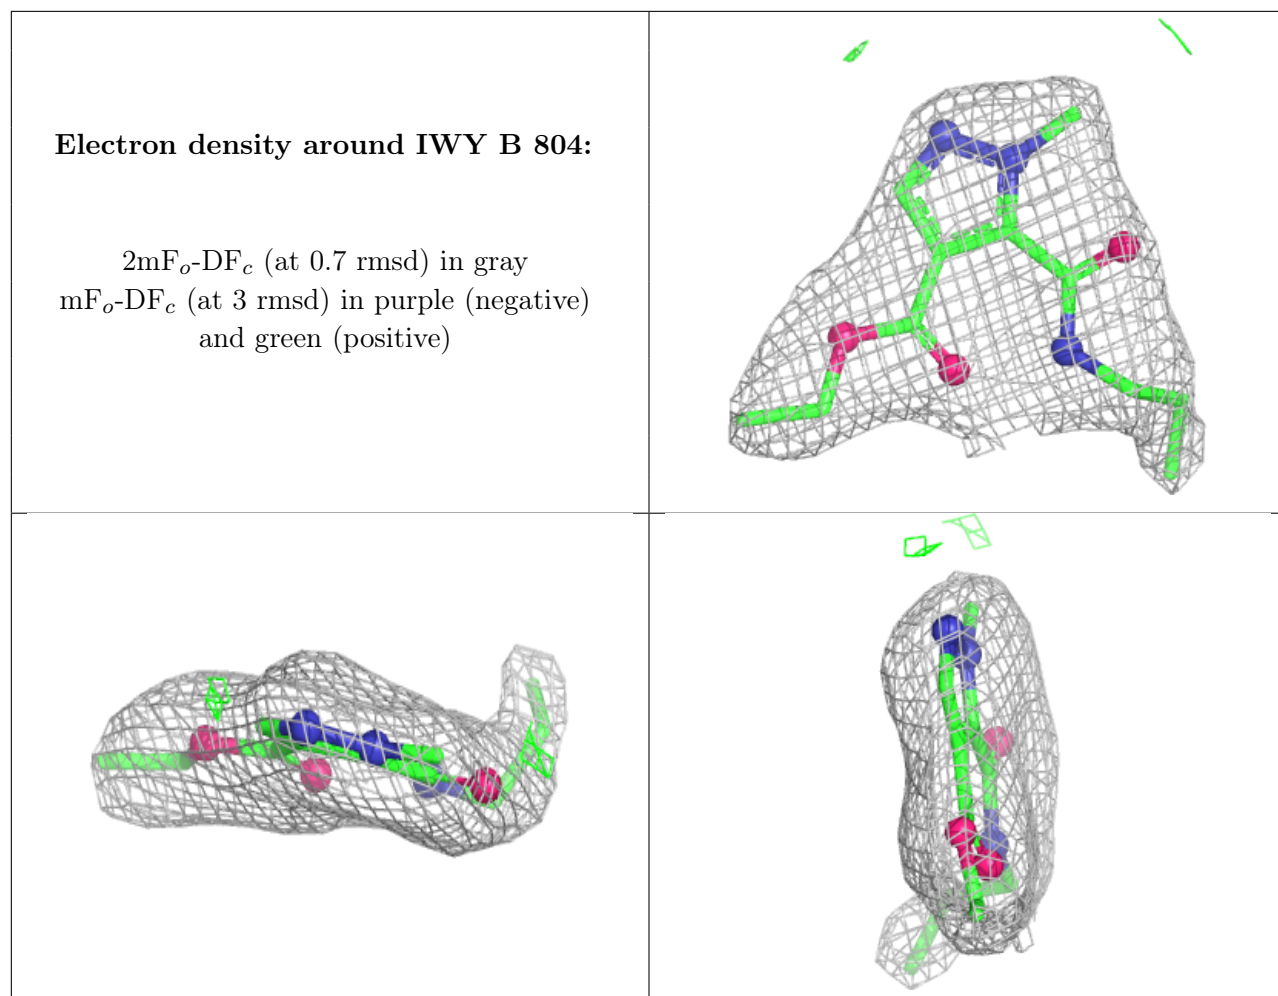 Electron density around IWY B 804:
2mFo-DFc (at 0.7 rmsd) in gray
mFo-DFc (at 3 rmsd) in purple (negative)
and green (positive)